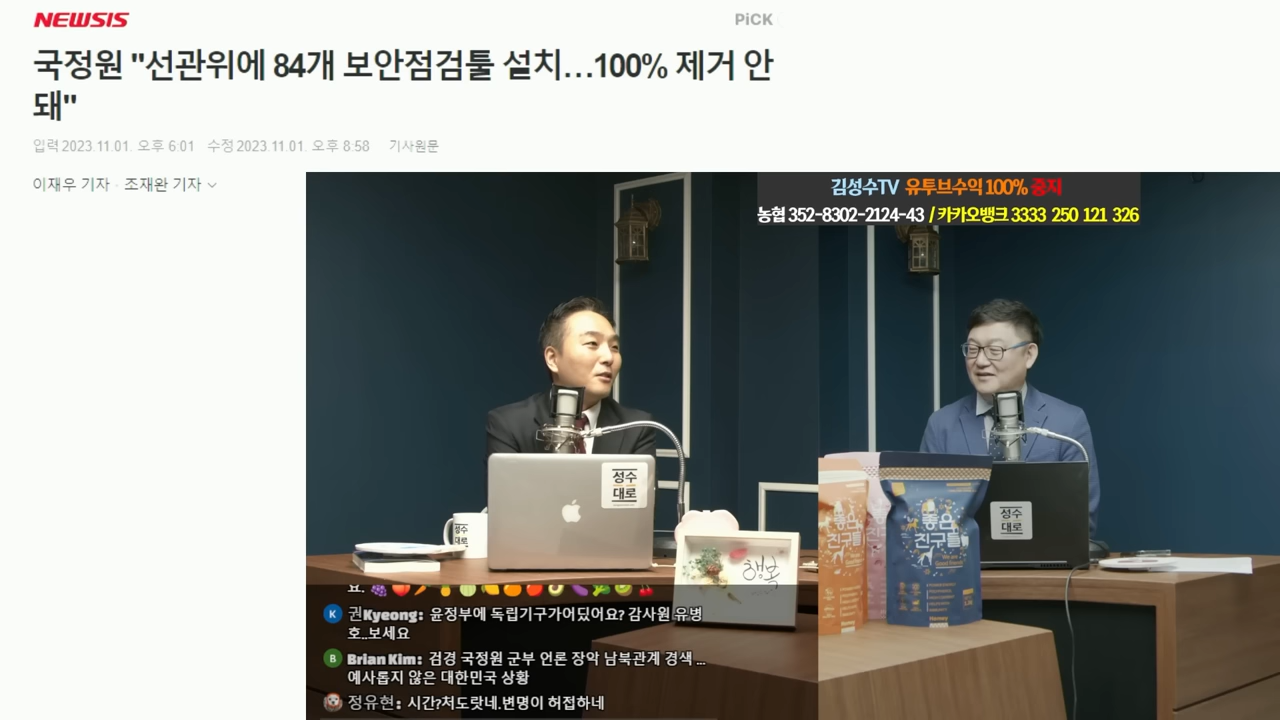 NEWSIS
PiCK
국정원 "선관위에 84개 보안점검툴 설치...100% 제거 안
돼"
입력 2023.11.01. 오후 6:01 수정 2023.11.01. 오후 8:58 기사원문
이재우 기자 · 조재완 기자
김성수TV 유투브수익 100% 중지
농협 352-8302-2124-43 / 카카오뱅크 3333 250 121 326
성수
대로
성수
대로
성수
대로
좋은
친구들
좋은
친구들
행복
Honey
요.
K 권Kyeong: 윤정부에 독립기구가어딨어요? 감사원 유병
호..보세요
B Brian Kim: 검경 국정원 군부 언론 장악 남북관계 경색 ...
예사롭지 않은 대한민국 상황
정유현: 시간?처도랏네.변명이 허접하네